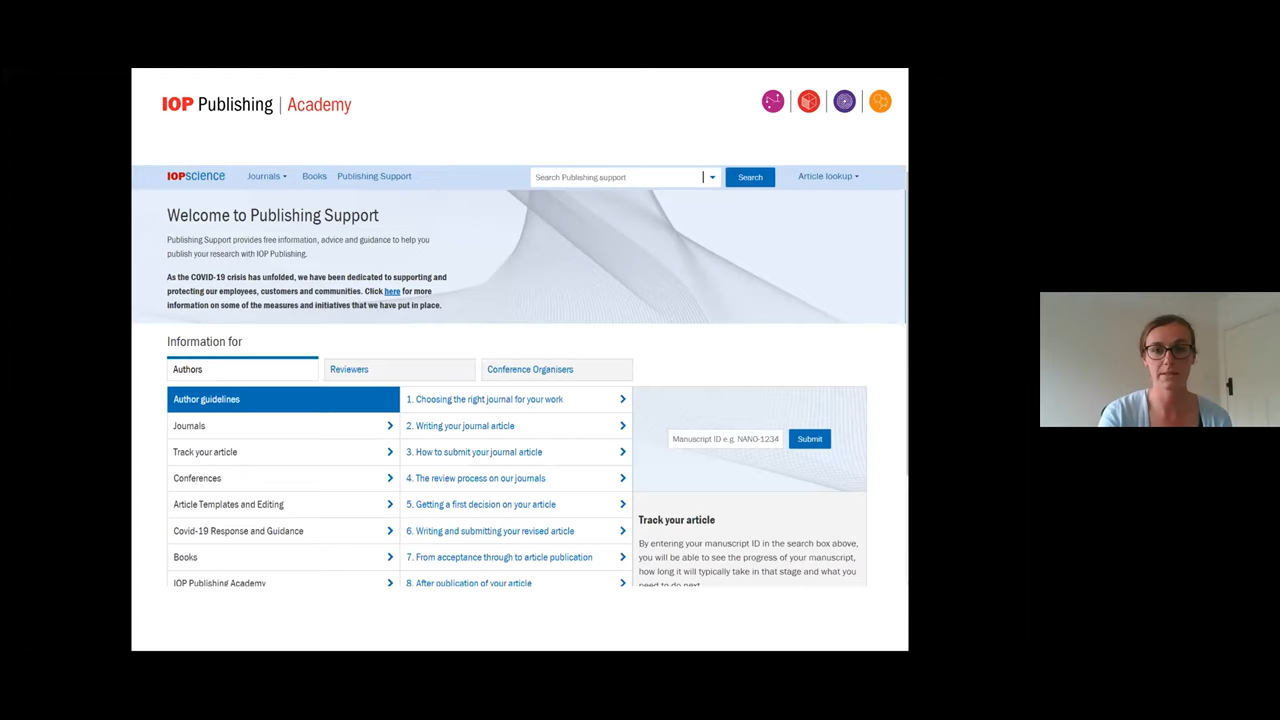 IOP Publishing | Academy
IOPscience Journals Books Publishing Support Search Publishing support Search Article lookup
Welcome to Publishing Support
Publishing Support provides free information, advice and guidance to help you
publish your research with IOP Publishing.
As the COVID-19 crisis has unfolded, we have been dedicated to supporting and
protecting our employees, customers and communities. Click here for more
information on some of the measures and initiatives that we have put in place.
Information for
Authors Reviewers Conference Organisers
Author guidelines
Journals
Track your article
Conferences
Article Templates and Editing
Covid-19 Response and Guidance
Books
IOP Publishing Academy
1. Choosing the right journal for your work
2. Writing your journal article
3. How to submit your journal article
4. The review process on our journals
5. Getting a first decision on your article
6. Writing and submitting your revised article
7. From acceptance through to article publication
8. After publication of your article
Manuscript ID e.g. NANO-1234 Submit
Track your article
By entering your manuscript ID in the search box above,
you will be able to see the progress of your manuscript,
how long it will typically take in that stage and what you
need to do next